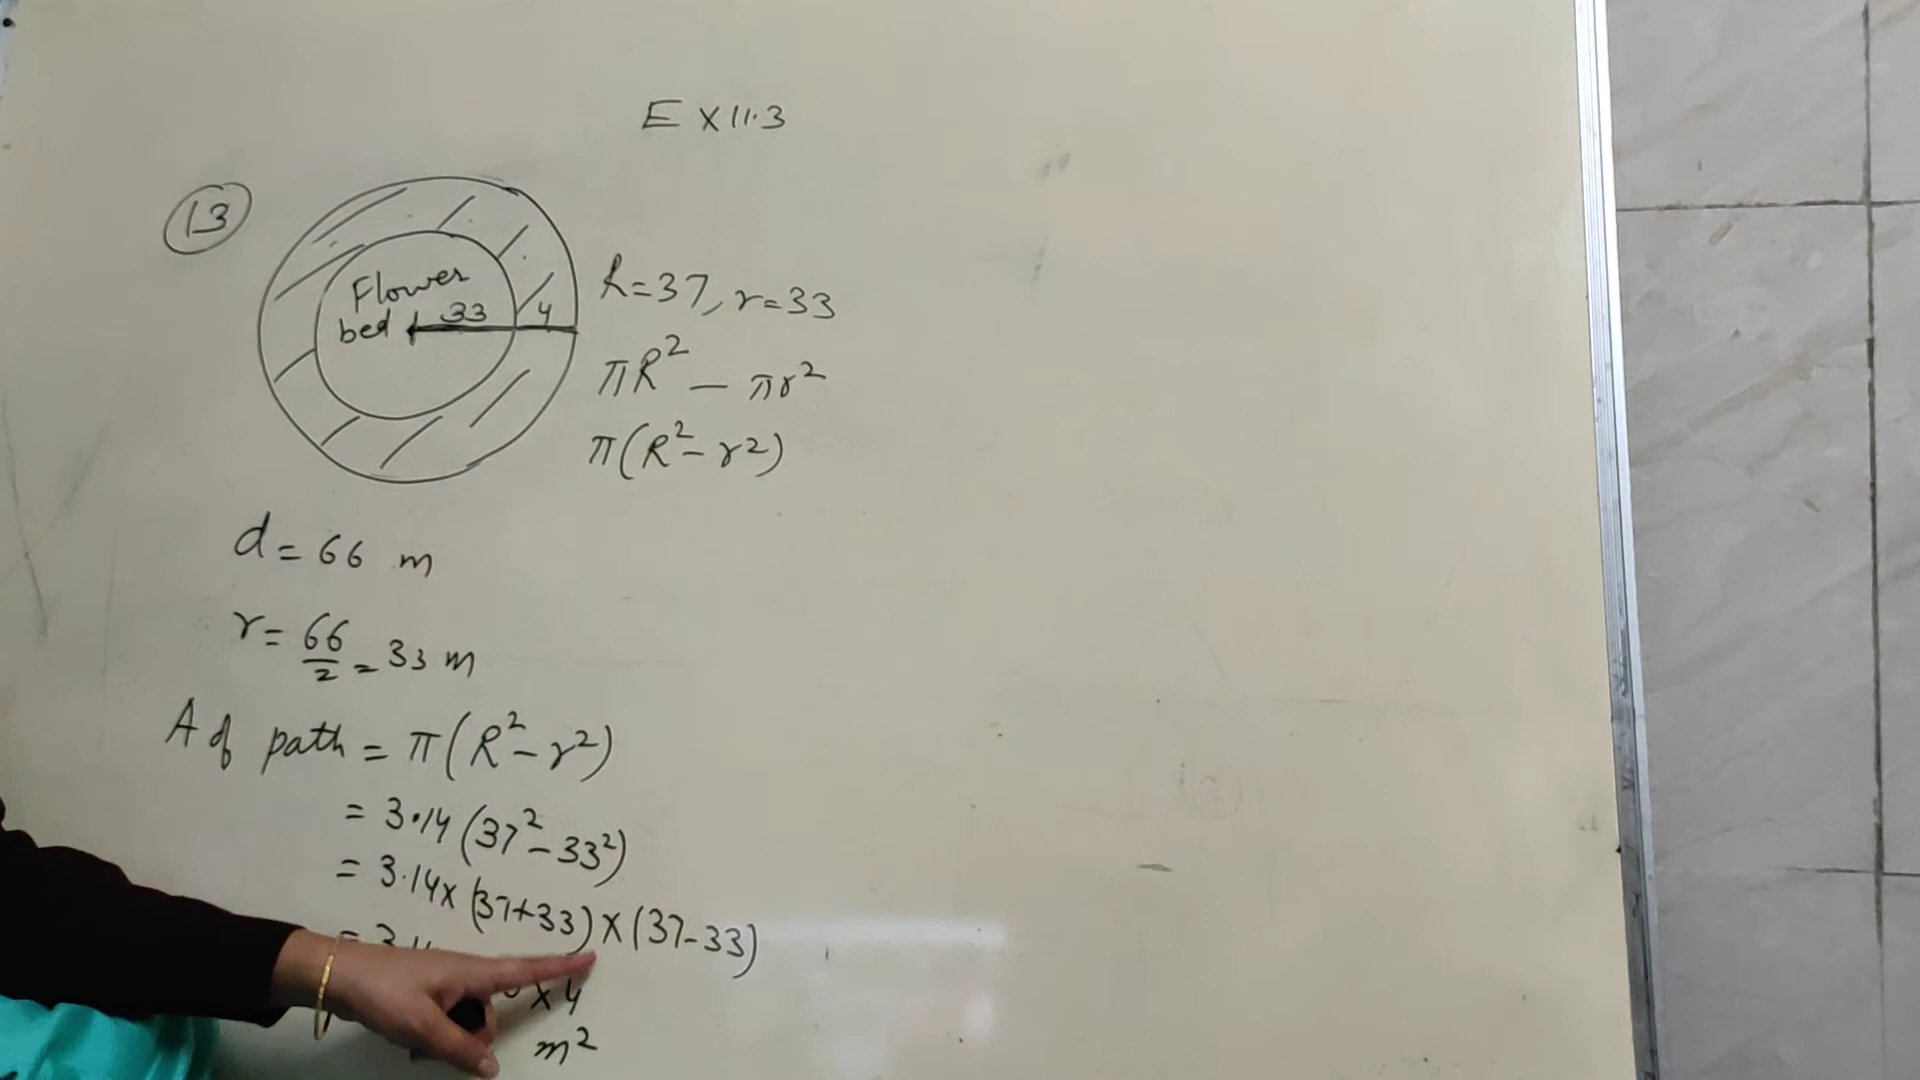 Ex 11.3
13
Flower
bed 33 4
R=37, r=33
πR² - πr²
π(R²-r²)
d = 66 m
r = 66/2 = 33 m
A of path = π(R²-r²)
= 3.14 (37²-33²)
= 3.14 x (37+33) x (37-33)
x 4
m²